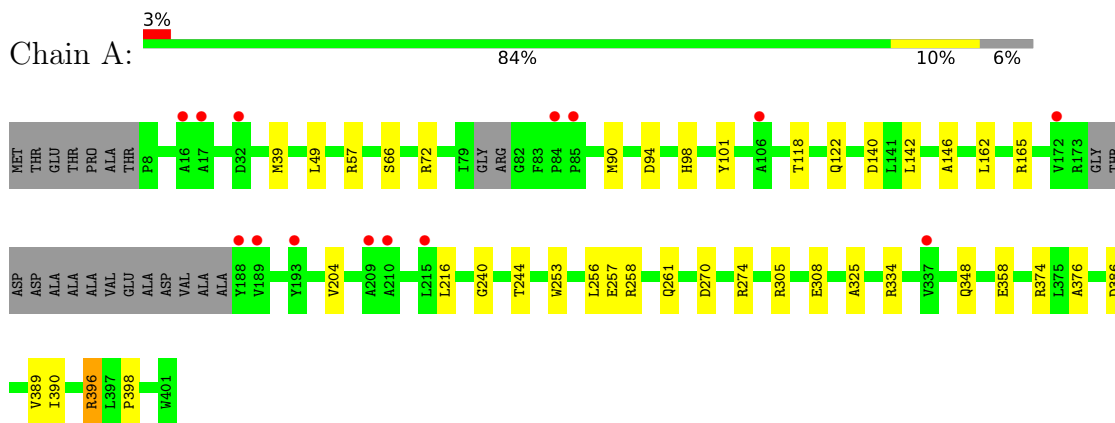 3%
Chain A:
84% 10% 6%
MET THR GLU THR PRO ALA THR P8 A16 A17 D32 M39 L49 R57 S66 R72 I79 GLY ARG G82 F83 P84 P85 M90 D94 H98 Y101 A106 T118 Q122 D140 L141 L142 A146 L162 R165 V172 R173 GLY THR
ASP ASP ALA ALA ALA VAL GLU ALA ASP VAL ALA ALA Y188 V189 Y193 V204 A209 A210 L215 L216 G240 T244 W253 L256 E257 R258 Q261 D270 R274 R305 E308 A325 R334 V337 Q348 E358 R374 L375 A376 D386
V389 I390 R396 L397 P398 W401